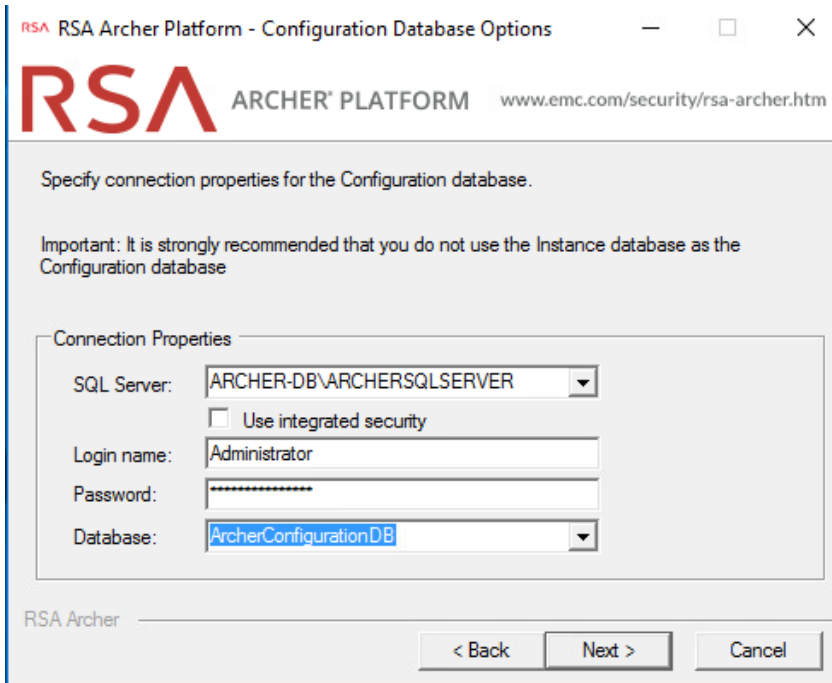 RSA RSA Archer Platform - Configuration Database Options
RSA ARCHER® PLATFORM www.emc.com/security/rsa-archer.htm
Specify connection properties for the Configuration database.
Important: It is strongly recommended that you do not use the Instance database as the
Configuration database
Connection Properties
SQL Server: ARCHER-DB\ARCHERSQLSERVER
Use integrated security
Login name: Administrator
Password: ***************
Database: ArcherConfigurationDB
RSA Archer
< Back Next > Cancel